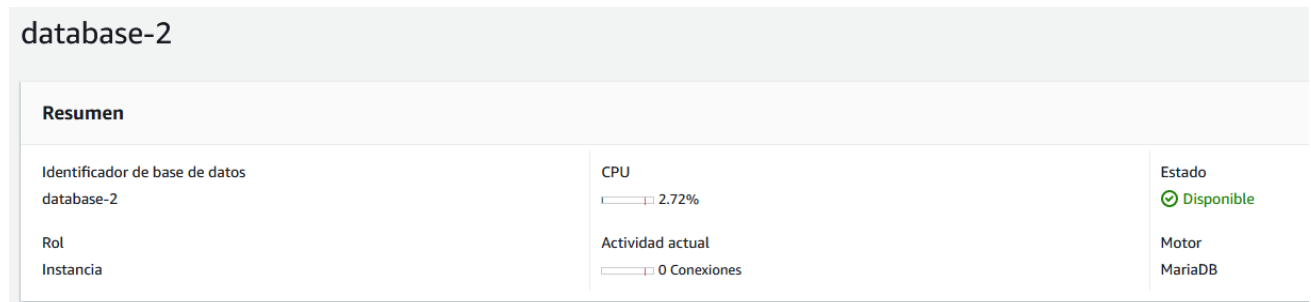 database-2
Resumen
Identificador de base de datos
database-2
Rol
Instancia
CPU
2.72%
Actividad actual
0 Conexiones
Estado
Disponible
Motor
MariaDB